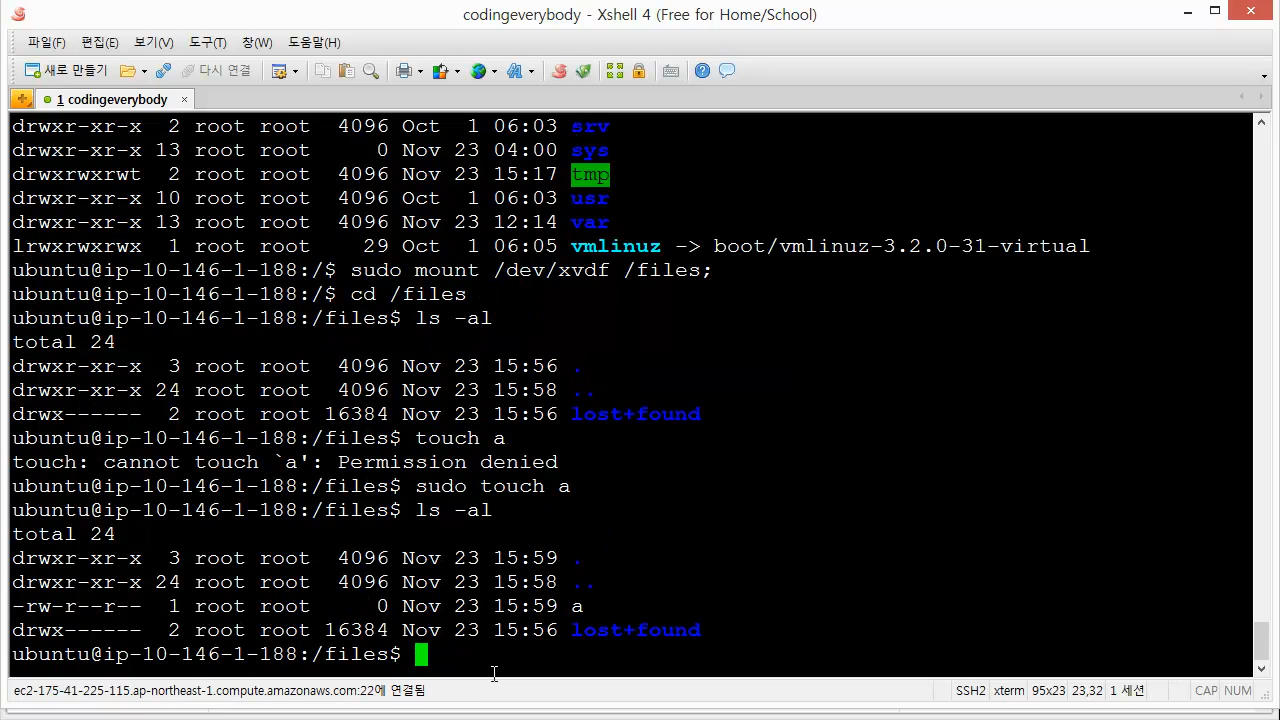 codingeverybody - Xshell 4 (Free for Home/School)
파일(F) 편집(E) 보기(V) 도구(T) 창(W) 도움말(H)
새로 만들기 다시 연결
1 codingeverybody
drwxr-xr-x 2 root root 4096 Oct 1 06:03 srv
drwxr-xr-x 13 root root 0 Nov 23 04:00 sys
drwxrwxrwt 2 root root 4096 Nov 23 15:17 tmp
drwxr-xr-x 10 root root 4096 Oct 1 06:03 usr
drwxr-xr-x 13 root root 4096 Nov 23 12:14 var
lrwxrwxrwx 1 root root 29 Oct 1 06:05 vmlinuz -> boot/vmlinuz-3.2.0-31-virtual
ubuntu@ip-10-146-1-188:/$ sudo mount /dev/xvdf /files;
ubuntu@ip-10-146-1-188:/$ cd /files
ubuntu@ip-10-146-1-188:/files$ ls -al
total 24
drwxr-xr-x 3 root root 4096 Nov 23 15:56 .
drwxr-xr-x 24 root root 4096 Nov 23 15:58 ..
drwx------ 2 root root 16384 Nov 23 15:56 lost+found
ubuntu@ip-10-146-1-188:/files$ touch a
touch: cannot touch `a': Permission denied
ubuntu@ip-10-146-1-188:/files$ sudo touch a
ubuntu@ip-10-146-1-188:/files$ ls -al
total 24
drwxr-xr-x 3 root root 4096 Nov 23 15:59 .
drwxr-xr-x 24 root root 4096 Nov 23 15:58 ..
-rw-r--r-- 1 root root 0 Nov 23 15:59 a
drwx------ 2 root root 16384 Nov 23 15:56 lost+found
ubuntu@ip-10-146-1-188:/files$
ec2-175-41-225-115.ap-northeast-1.compute.amazonaws.com:22에 연결됨 SSH2 xterm 95x23 23,32 1 세션 CAP NUM